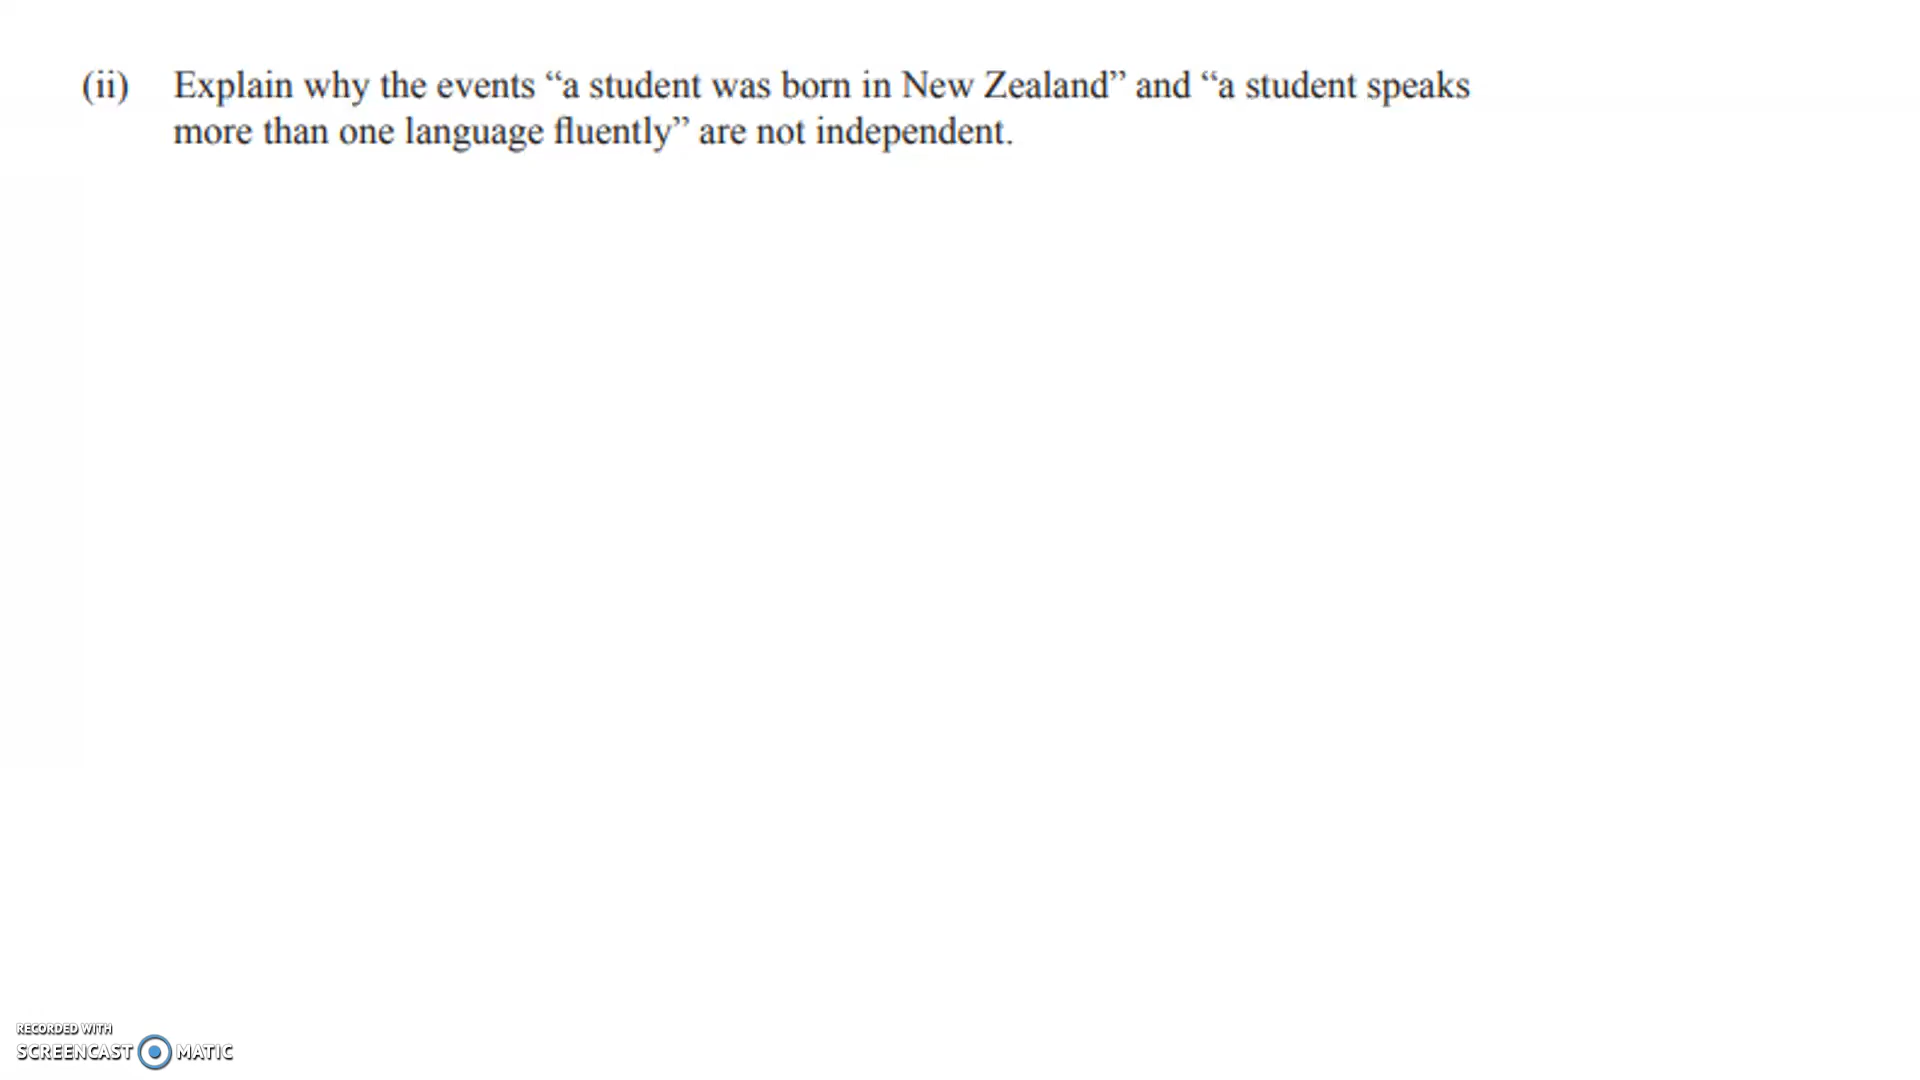 (ii) Explain why the events “a student was born in New Zealand” and “a student speaks
more than one language fluently” are not independent.
RECORDED WITH
SCREENCAST MATIC